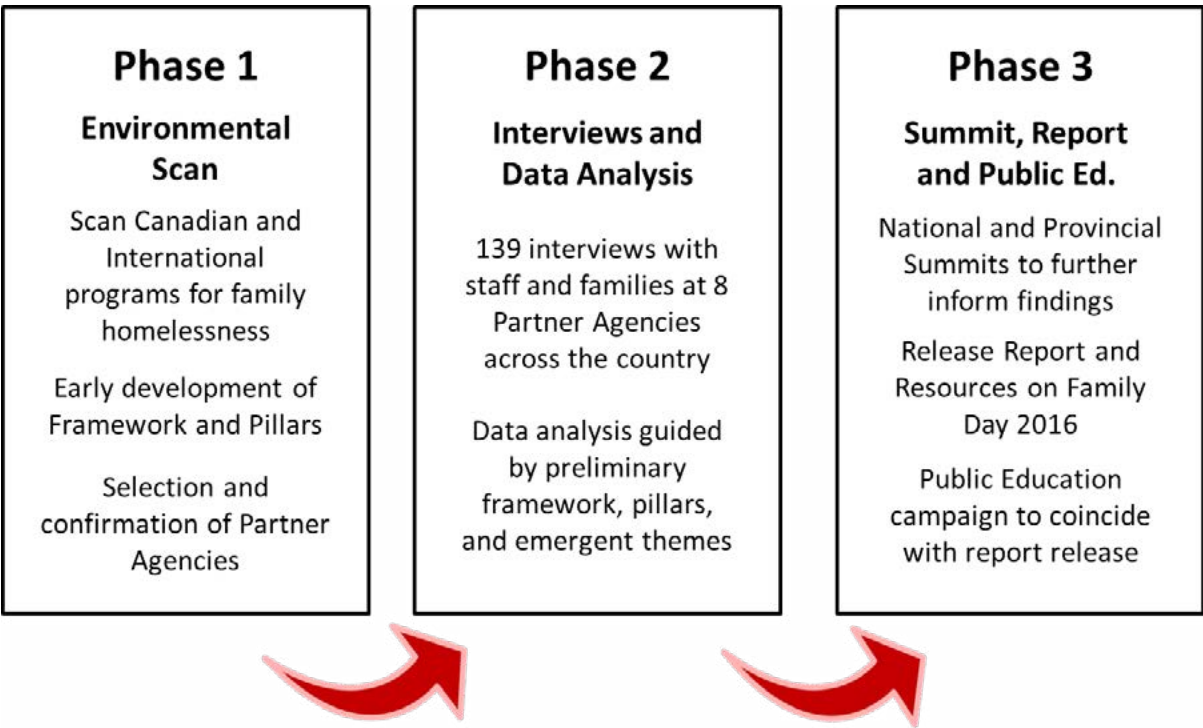 Phase 1
Environmental
Scan
Scan Canadian and
International
programs for family
homelessness
Early development of
Framework and Pillars
Selection and
confirmation of Partner
Agencies
Phase 2
Interviews and
Data Analysis
139 interviews with
staff and families at 8
Partner Agencies
across the country
Data analysis guided
by preliminary
framework, pillars,
and emergent themes
Phase 3
Summit, Report
and Public Ed.
National and Provincial
Summits to further
inform findings
Release Report and
Resources on Family
Day 2016
Public Education
campaign to coincide
with report release